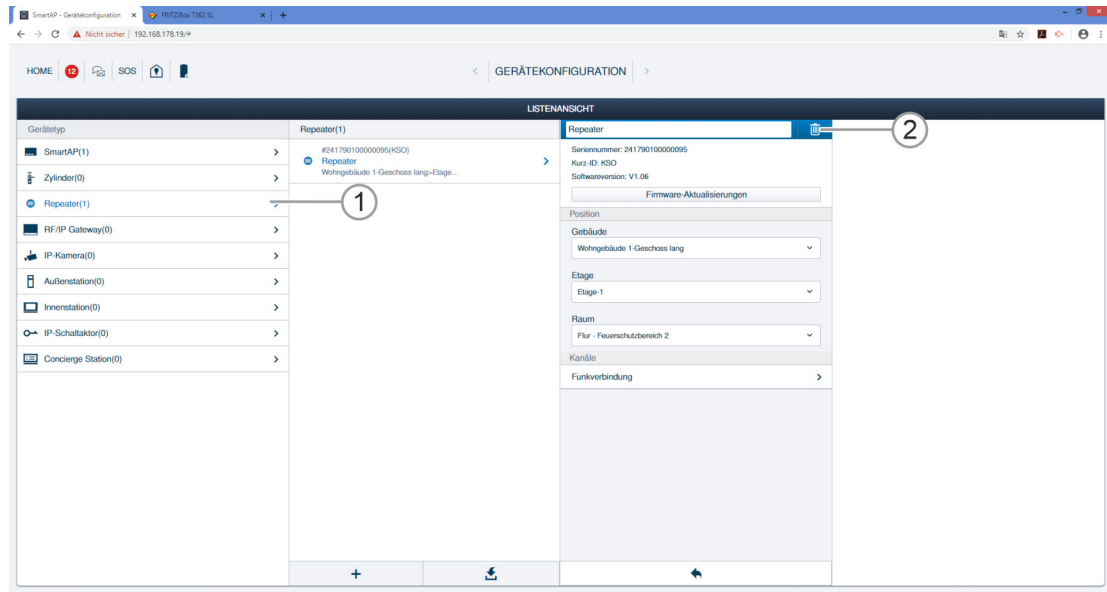 SmartAP - Gerätekonfiguration
FRITZ!Box 7362 SL
Nicht sicher | 192.168.178.19/#
HOME 12 SOS
GERÄTEKONFIGURATION
LISTENANSICHT
Gerätetyp
SmartAP(1)
Zylinder(0)
Repeater(1)
RF/IP Gateway(0)
IP-Kamera(0)
Außenstation(0)
Innenstation(0)
IP-Schaltaktor(0)
Concierge Station(0)
1
Repeater(1)
#241790100000095(KSO)
Repeater
Wohngebäude 1-Geschoss lang>Etage...
Repeater
2
Seriennummer: 241790100000095
Kurz-ID: KSO
Softwareversion: V1.06
Firmware-Aktualisierungen
Position
Gebäude
Wohngebäude 1-Geschoss lang
Etage
Etage-1
Raum
Flur - Feuerschutzbereich 2
Kanäle
Funkverbindung